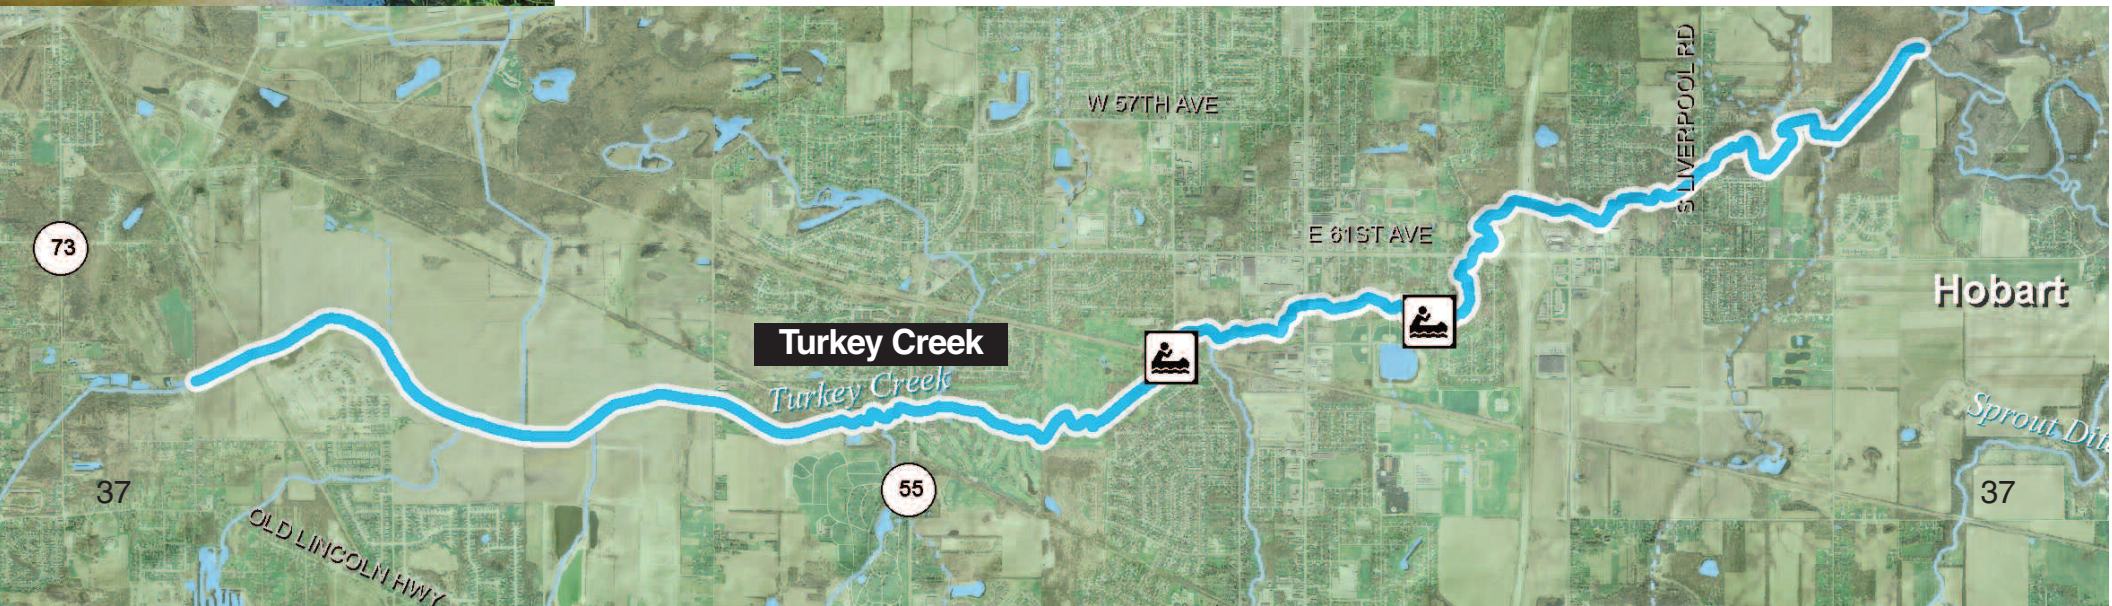 W 57TH AVE
S LIVERPOOL RD
73
E 61ST AVE
Hobart
Turkey Creek
Turkey Creek
Sprout
37
55
37
OLD LINCOLN HWY